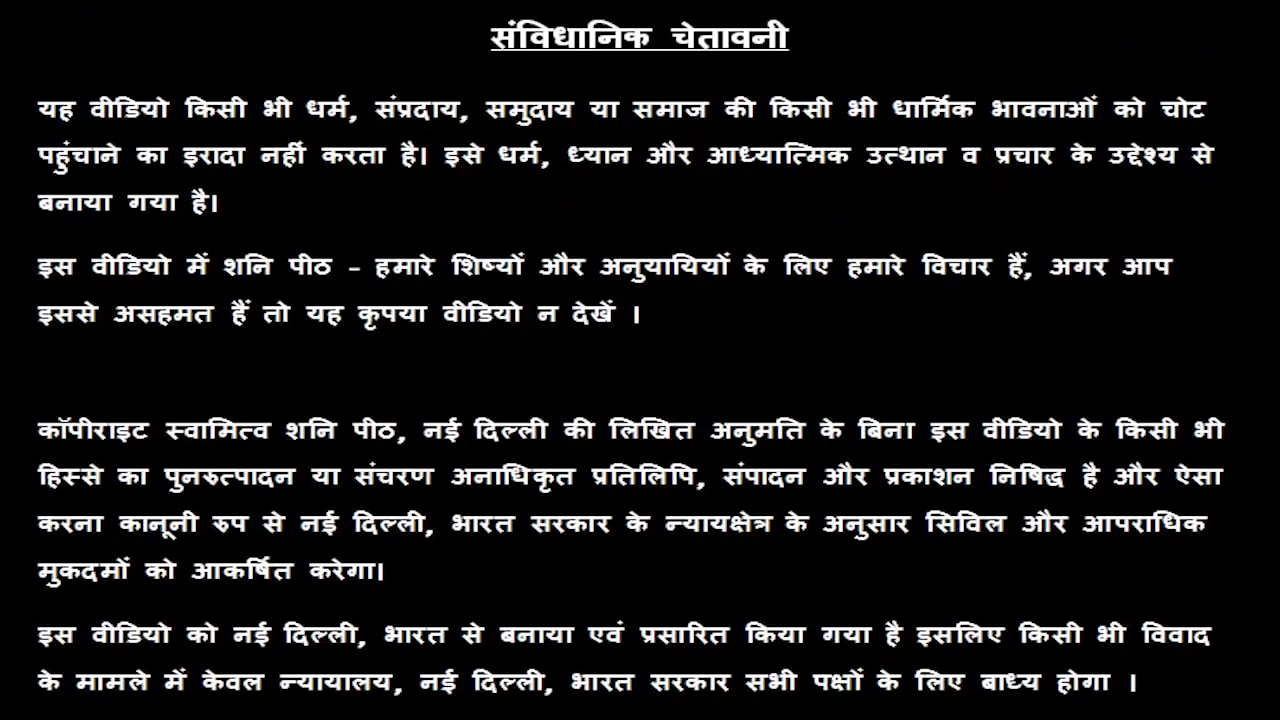 संविधानिक चेतावनी
यह वीडियो किसी भी धर्म, संप्रदाय, समुदाय या समाज की किसी भी धार्मिक भावनाओं को चोट
पहुंचाने का इरादा नहीं करता है। इसे धर्म, ध्यान और आध्यात्मिक उत्थान व प्रचार के उद्देश्य से
बनाया गया है।
इस वीडियो में शनि पीठ – हमारे शिष्यों और अनुयायियों के लिए हमारे विचार हैं, अगर आप
इससे असहमत हैं तो यह कृपया वीडियो न देखें ।
कॉपीराइट स्वामित्व शनि पीठ, नई दिल्ली की लिखित अनुमति के बिना इस वीडियो के किसी भी
हिस्से का पुनरुत्पादन या संचरण अनाधिकृत प्रतिलिपि, संपादन और प्रकाशन निषिद्ध है और ऐसा
करना कानूनी रुप से नई दिल्ली, भारत सरकार के न्यायक्षेत्र के अनुसार सिविल और आपराधिक
मुकदमों को आकर्षित करेगा।
इस वीडियो को नई दिल्ली, भारत से बनाया एवं प्रसारित किया गया है इसलिए किसी भी विवाद
के मामले में केवल न्यायालय, नई दिल्ली, भारत सरकार सभी पक्षों के लिए बाध्य होगा ।